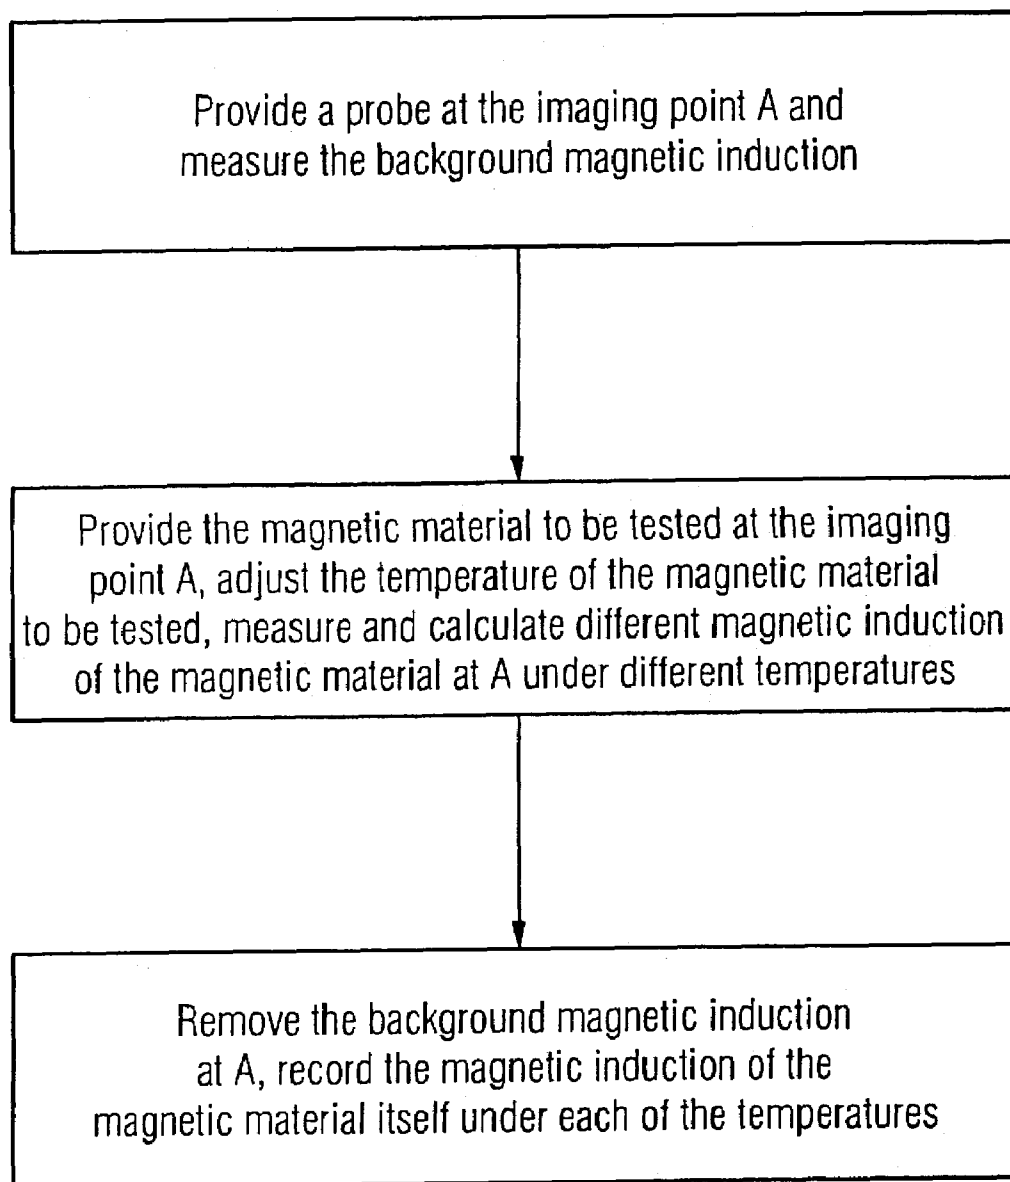 Provide a probe at the imaging point A and
measure the background magnetic induction
Provide the magnetic material to be tested at the imaging
point A, adjust the temperature of the magnetic material
to be tested, measure and calculate different magnetic induction
of the magnetic material at A under different temperatures
Remove the background magnetic induction
at A, record the magnetic induction of the
magnetic material itself under each of the temperatures